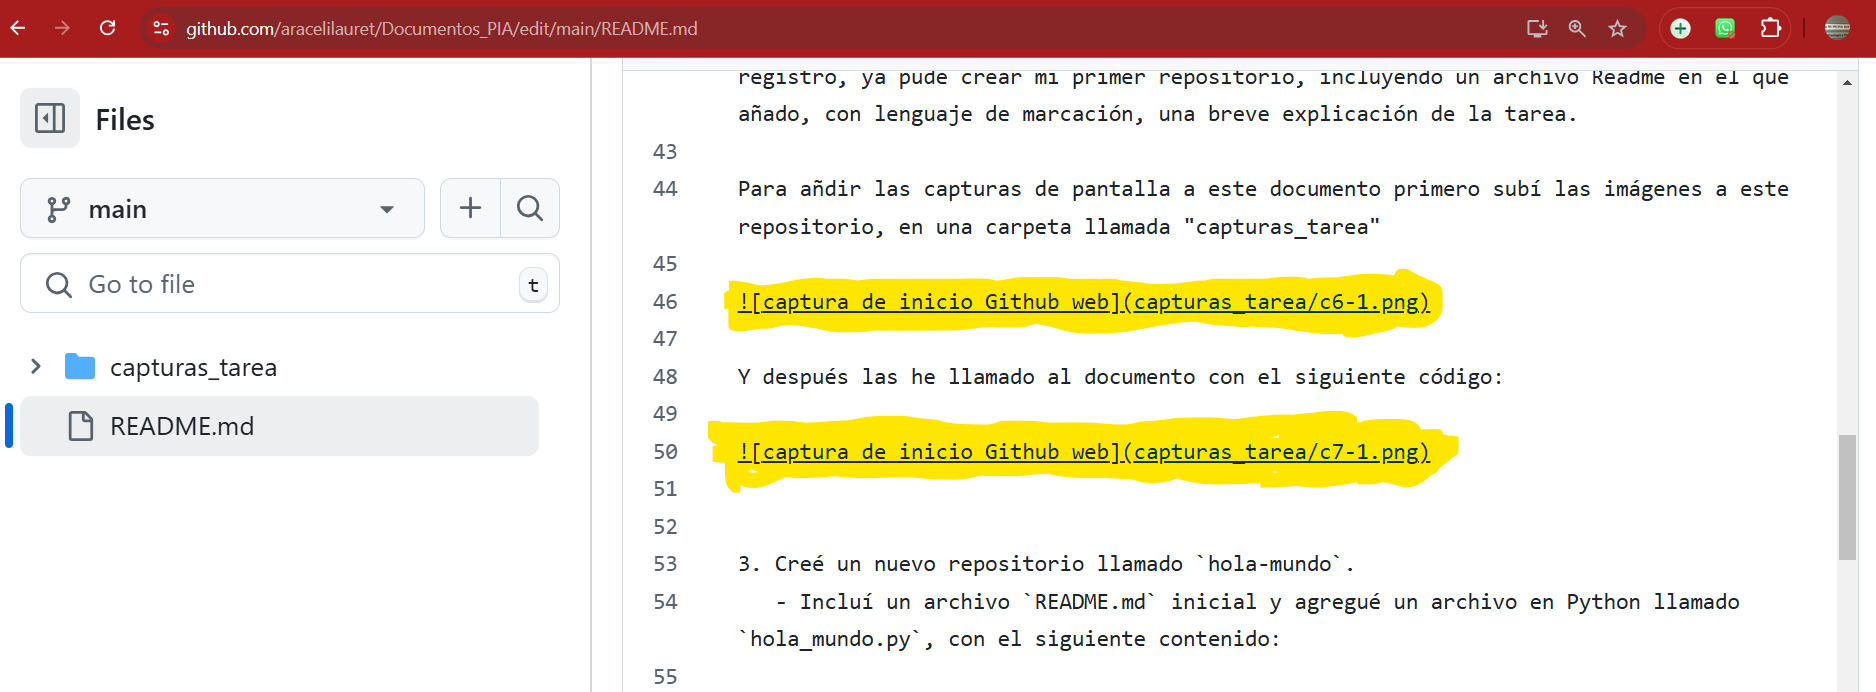 github.com/aracelilauret/Documentos_PIA/edit/main/README.md
Files
main
Go to file
t
capturas_tarea
README.md
registro, ya pude crear mi primer repositorio, incluyendo un archivo Readme en el que
añado, con lenguaje de marcación, una breve explicación de la tarea.
43
44 Para añdir las capturas de pantalla a este documento primero subí las imágenes a este
repositorio, en una carpeta llamada "capturas_tarea"
45
46 ![captura de inicio Github web](capturas_tarea/c6-1.png)
47
48 Y después las he llamado al documento con el siguiente código:
49
50 ![captura de inicio Github web](capturas_tarea/c7-1.png)
51
52
53 3. Creé un nuevo repositorio llamado `hola-mundo`.
54 - Incluí un archivo `README.md` inicial y agregué un archivo en Python llamado
`hola_mundo.py`, con el siguiente contenido:
55